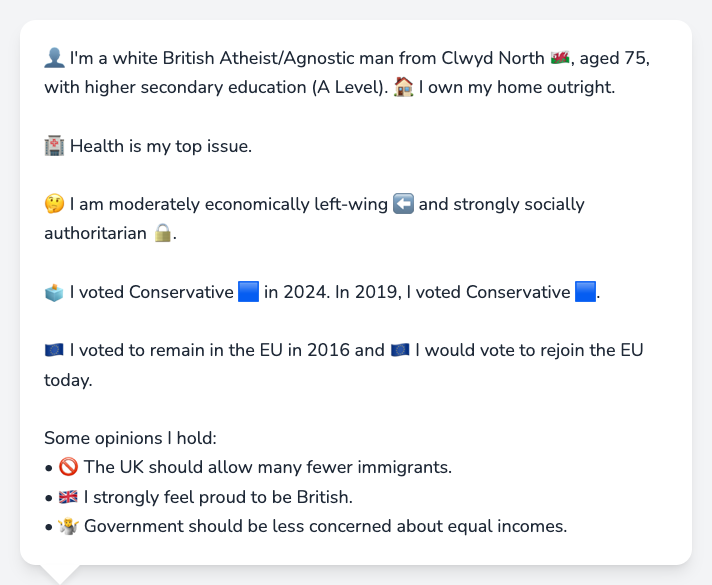 👤 I'm a white British Atheist/Agnostic man from Clwyd North 🏴󠁧󠁢󠁷󠁬󠁳󠁿, aged 75,
with higher secondary education (A Level). 🏠 I own my home outright.
🏥 Health is my top issue.
🤔 I am moderately economically left-wing ⬅️ and strongly socially
authoritarian 🔒.
🗳️ I voted Conservative 🟦 in 2024. In 2019, I voted Conservative 🟦.
🇪🇺 I voted to remain in the EU in 2016 and 🇪🇺 I would vote to rejoin the EU
today.
Some opinions I hold:
• 🚫 The UK should allow many fewer immigrants.
• 🇬🇧 I strongly feel proud to be British.
• 🤷 Government should be less concerned about equal incomes.